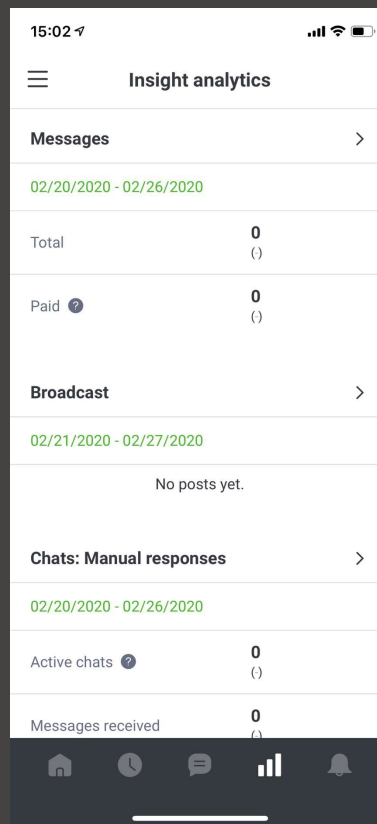 15:02
Insight analytics
Messages
02/20/2020 - 02/26/2020
Total
0
(-)
Paid ?
0
(-)
Broadcast
02/21/2020 - 02/27/2020
No posts yet.
Chats: Manual responses
02/20/2020 - 02/26/2020
Active chats ?
0
(-)
Messages received
0
(-)